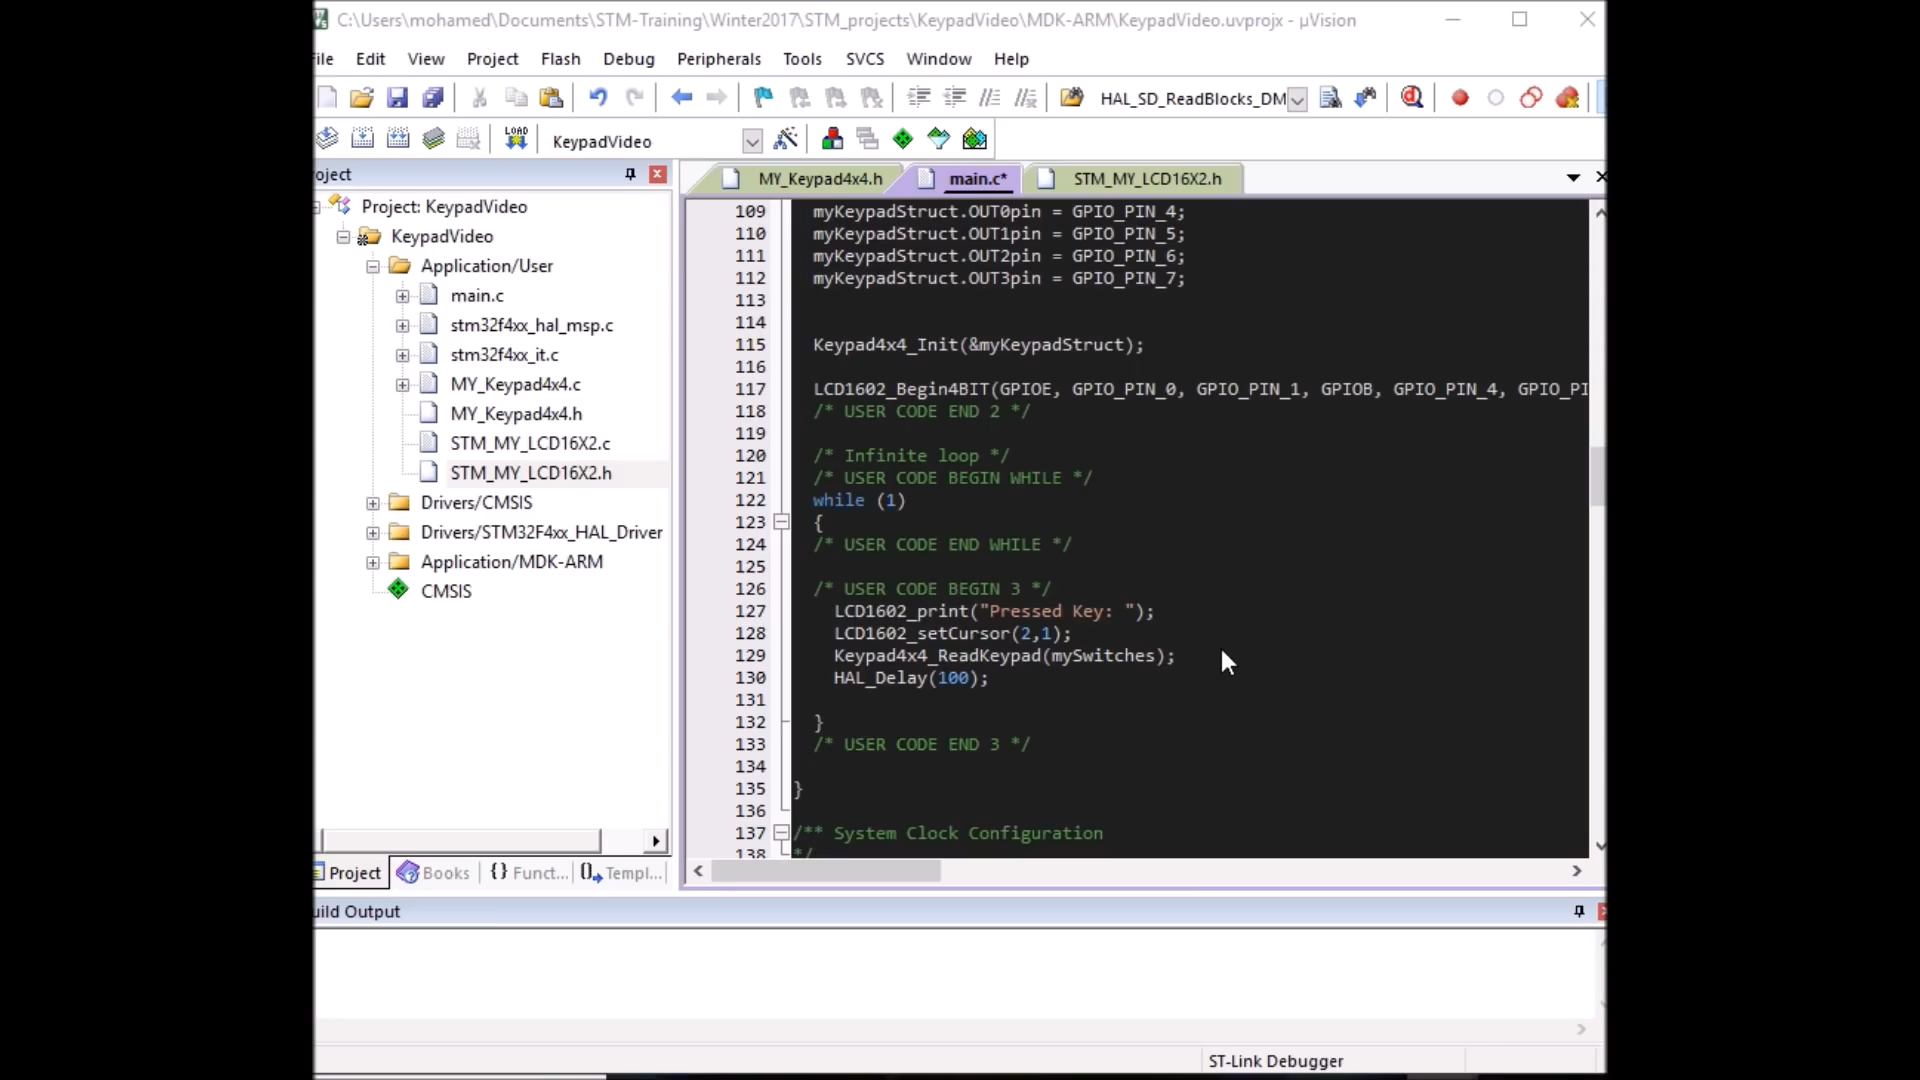 C:\Users\mohamed\Documents\STM-Training\Winter2017\STM_projects\KeypadVideo\MDK-ARM\KeypadVideo.uvprojx - µVision
ile Edit View Project Flash Debug Peripherals Tools SVCS Window Help
HAL_SD_ReadBlocks_DM
LOAD KeypadVideo
oject
Project: KeypadVideo
KeypadVideo
Application/User
main.c
stm32f4xx_hal_msp.c
stm32f4xx_it.c
MY_Keypad4x4.c
MY_Keypad4x4.h
STM_MY_LCD16X2.c
STM_MY_LCD16X2.h
Drivers/CMSIS
Drivers/STM32F4xx_HAL_Driver
Application/MDK-ARM
CMSIS
Project Books {} Funct... Templ...
MY_Keypad4x4.h main.c* STM_MY_LCD16X2.h
109 myKeypadStruct.OUT0pin = GPIO_PIN_4;
110 myKeypadStruct.OUT1pin = GPIO_PIN_5;
111 myKeypadStruct.OUT2pin = GPIO_PIN_6;
112 myKeypadStruct.OUT3pin = GPIO_PIN_7;
113
114
115 Keypad4x4_Init(&myKeypadStruct);
116
117 LCD1602_Begin4BIT(GPIOE, GPIO_PIN_0, GPIO_PIN_1, GPIOB, GPIO_PIN_4, GPIO_PI
118 /* USER CODE END 2 */
119
120 /* Infinite loop */
121 /* USER CODE BEGIN WHILE */
122 while (1)
123 {
124 /* USER CODE END WHILE */
125
126 /* USER CODE BEGIN 3 */
127 LCD1602_print("Pressed Key: ");
128 LCD1602_setCursor(2,1);
129 Keypad4x4_ReadKeypad(mySwitches);
130 HAL_Delay(100);
131
132 }
133 /* USER CODE END 3 */
134
135 }
136
137 /** System Clock Configuration
138 */
uild Output
ST-Link Debugger